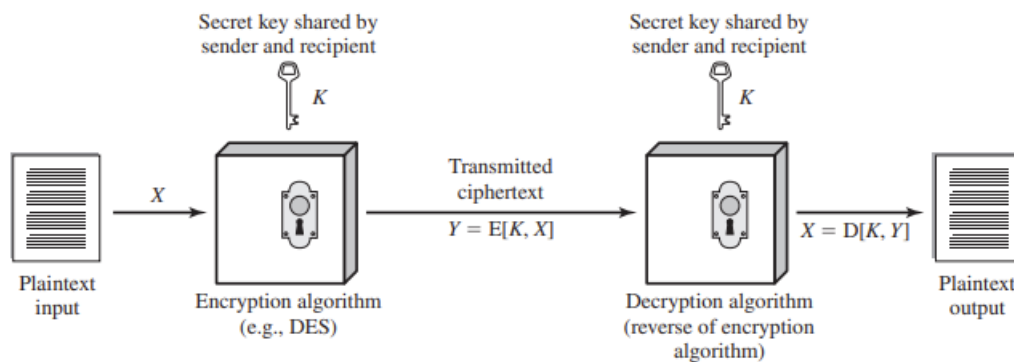 Secret key shared by
sender and recipient
K
Secret key shared by
sender and recipient
K
X
Transmitted
ciphertext
Y = E[K, X]
X = D[K, Y]
Plaintext
input
Encryption algorithm
(e.g., DES)
Decryption algorithm
(reverse of encryption
algorithm)
Plaintext
output